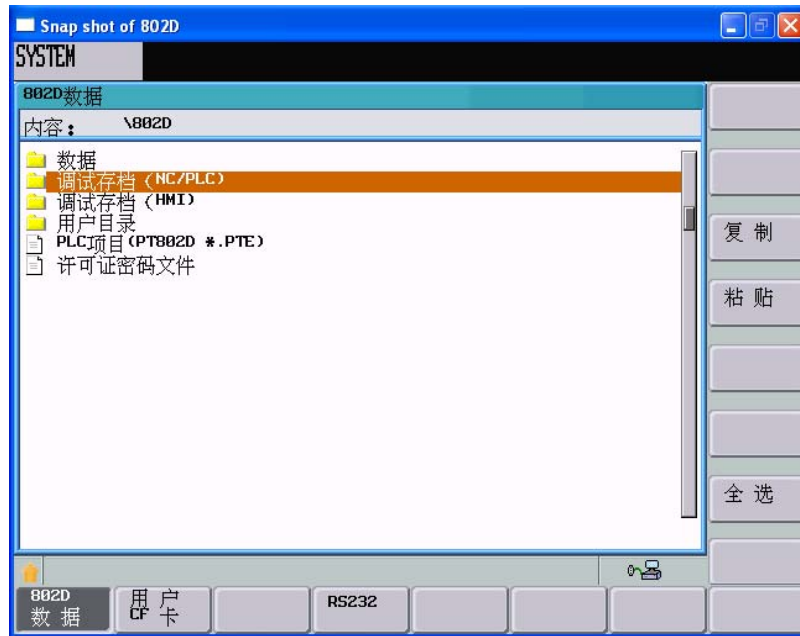 Snap shot of 802D
SYSTEM
802D数据
内容： \802D
数据
调试存档（NC/PLC）
调试存档（HMI）
用户目录
PLC项目(PT802D *.PTE)
许可证密码文件
复制
粘贴
全选
802D
数据
用户
CF卡
RS232